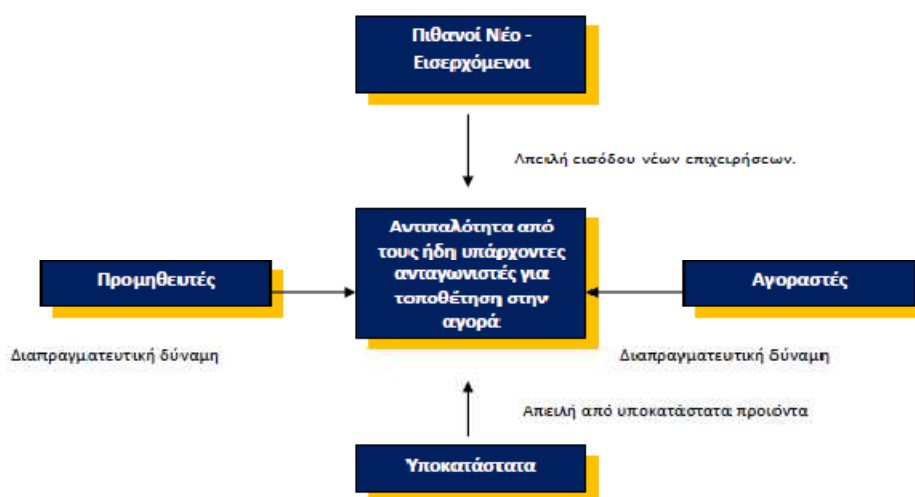 Πιθανοί Νέο -
Εισερχόμενοι
Απειλή εισόδου νέων επιχειρήσεων.
Αντιπαλότητα από
τους ήδη υπάρχοντες
ανταγωνιστές για
τοποθέτηση στην
αγορά
Προμηθευτές
Αγοραστές
Διαπραγματευτική δύναμη
Διαπραγματευτική δύναμη
Απειλή από υποκατάστατα προιόντα
Υποκατάστατα